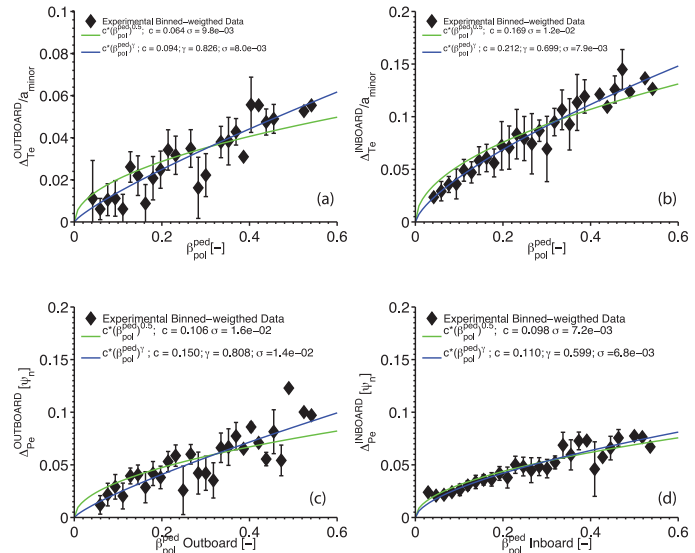 0.1
0.08
0.06
0.04
0.02
0
0 0.2 0.4 0.6
Δ_Te^OUTBOARD/a_minor
β_pol^ped[-]
◆ Experimental Binned-weigthed Data
c*(β_pol^ped)^0.5; c = 0.064 σ = 9.8e−03
c*(β_pol^ped)^γ ; c = 0.094; γ = 0.826; σ=8.0e−03
(a)
0.2
0.15
0.1
0.05
0
0 0.2 0.4 0.6
Δ_Te^INBOARD/a_minor
β_pol^ped[-]
◆ Experimental Binned-weigthed Data
c*(β_pol^ped)^0.5; c = 0.169 σ = 1.2e−02
c*(β_pol^ped)^γ ; c = 0.212; γ = 0.699; σ=7.9e−03
(b)
0.2
0.15
0.1
0.05
0
0 0.2 0.4 0.6
Δ_Pe^OUTBOARD [ψ_n]
β_pol^ped Outboard [-]
◆ Experimental Binned-weigthed Data
c*(β_pol^ped)^0.5; c = 0.106 σ = 1.6e−02
c*(β_pol^ped)^γ ; c = 0.150; γ = 0.808; σ=1.4e−02
(c)
0.2
0.15
0.1
0.05
0
0 0.2 0.4 0.6
Δ_Pe^INBOARD [ψ_n]
β_pol^ped Inboard [-]
◆ Experimental Binned-weigthed Data
c*(β_pol^ped)^0.5; c = 0.098 σ = 7.2e−03
c*(β_pol^ped)^γ ; c = 0.110; γ = 0.599; σ=6.8e−03
(d)